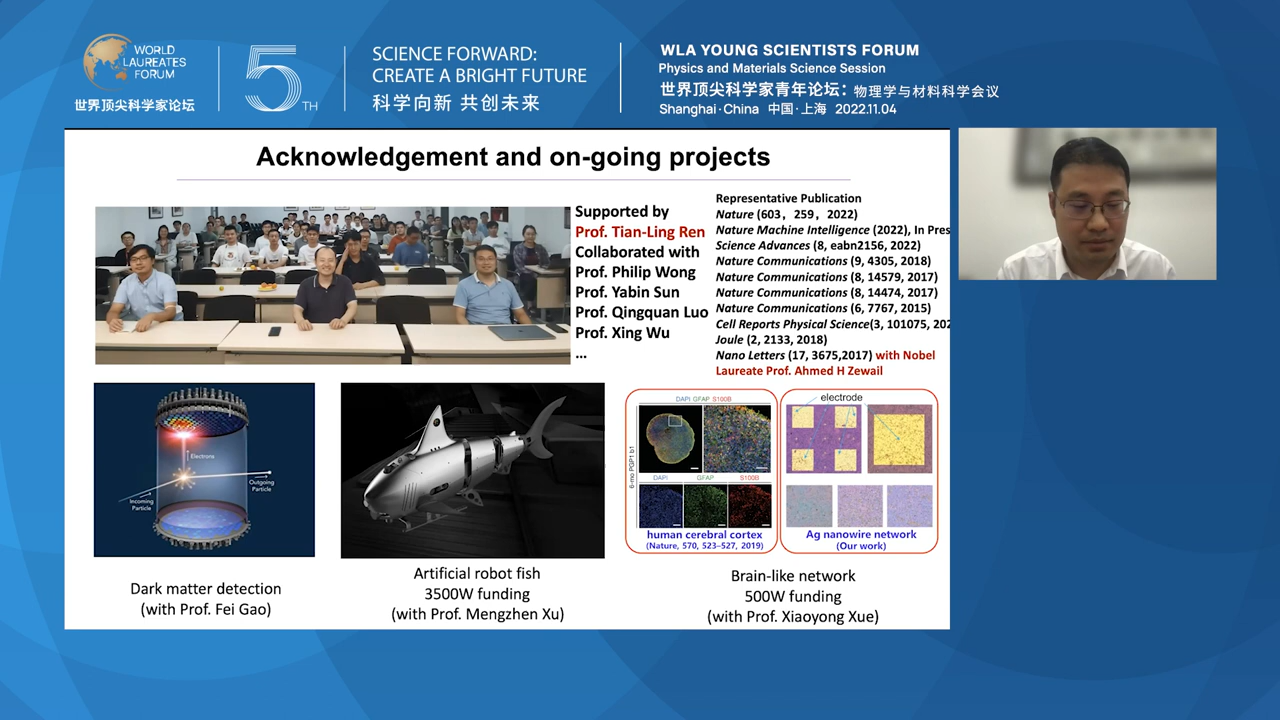 WORLD
LAUREATES
FORUM
世界顶尖科学家论坛
5TH
SCIENCE FORWARD:
CREATE A BRIGHT FUTURE
科学向新 共创未来
WLA YOUNG SCIENTISTS FORUM
Physics and Materials Science Session
世界顶尖科学家青年论坛：物理学与材料科学会议
Shanghai·China 中国·上海 2022.11.04
Acknowledgement and on-going projects
Supported by
Prof. Tian-Ling Ren
Collaborated with
Prof. Philip Wong
Prof. Yabin Sun
Prof. Qingquan Luo
Prof. Xing Wu
...
Representative Publication
Nature (603, 259, 2022)
Nature Machine Intelligence (2022), In Pres
Science Advances (8, eabn2156, 2022)
Nature Communications (9, 4305, 2018)
Nature Communications (8, 14579, 2017)
Nature Communications (8, 14474, 2017)
Nature Communications (6, 7767, 2015)
Cell Reports Physical Science(3, 101075, 202
Joule (2, 2133, 2018)
Nano Letters (17, 3675,2017) with Nobel
Laureate Prof. Ahmed H Zewail
Electrons
Incoming
Particle
Outgoing
Particle
Dark matter detection
(with Prof. Fei Gao)
Artificial robot fish
3500W funding
(with Prof. Mengzhen Xu)
DAPI GFAP S100B
6-mo PGP1 b1
DAPI GFAP S100B
human cerebral cortex
(Nature, 570, 523–527, 2019)
electrode
Ag nanowire network
(Our work)
Brain-like network
500W funding
(with Prof. Xiaoyong Xue)